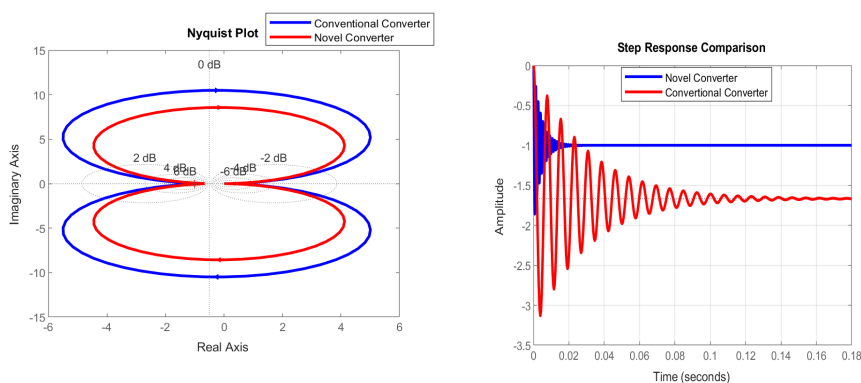 Nyquist Plot
Conventional Converter
Novel Converter
0 dB
2 dB
4 dB
6 dB
-6 dB
-4 dB
-2 dB
15
10
5
0
-5
-10
-15
-6
-4
-2
0
2
4
6
Imaginary Axis
Real Axis
Step Response Comparison
Novel Converter
Conventional Converter
0
-0.5
-1
-1.5
-2
-2.5
-3
-3.5
0
0.02
0.04
0.06
0.08
0.1
0.12
0.14
0.16
0.18
Amplitude
Time (seconds)